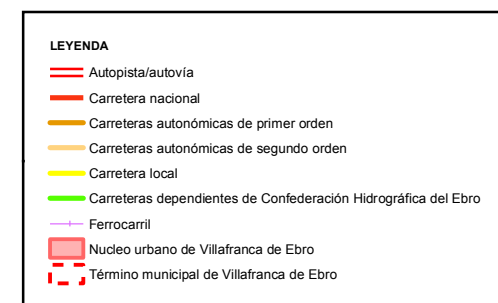 LEYENDA
Autopista/autovía
Carretera nacional
Carreteras autonómicas de primer orden
Carreteras autonómicas de segundo orden
Carretera local
Carreteras dependientes de Confederación Hidrográfica del Ebro
Ferrocarril
Nucleo urbano de Villafranca de Ebro
Término municipal de Villafranca de Ebro